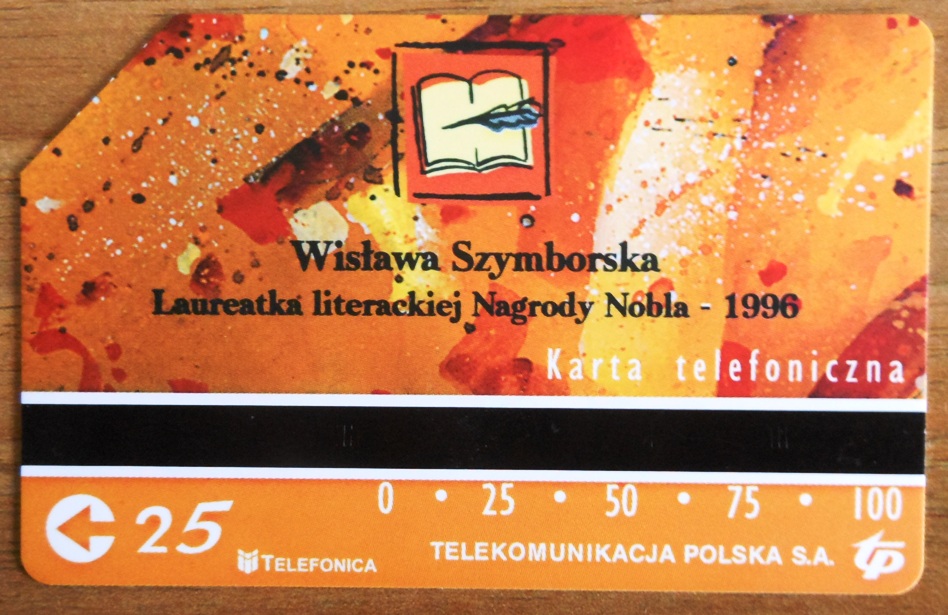 Wisława Szymborska
Laureatka literackiej Nagrody Nobla - 1996
Karta telefoniczna
0 • 25 • 50 • 75 • 100
25
TELEFONICA
TELEKOMUNIKACJA POLSKA S.A. tp